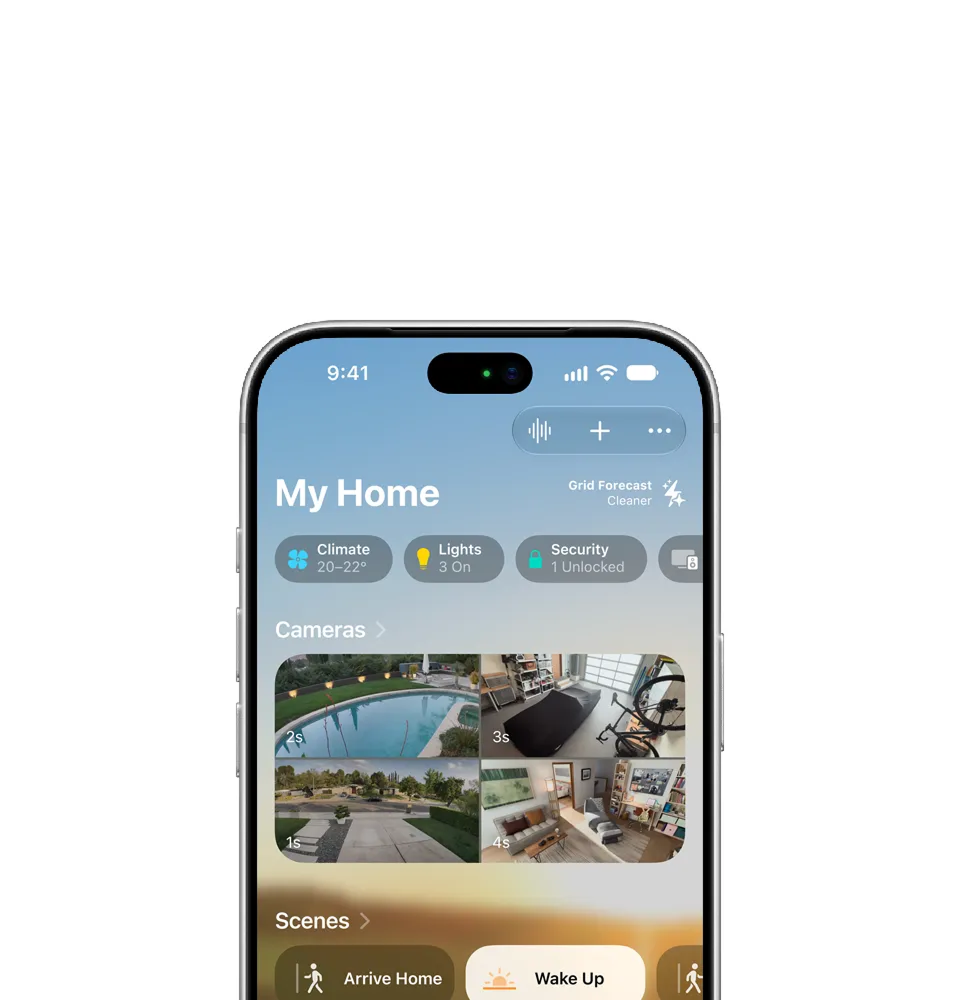 9:41
My Home
Grid Forecast
Cleaner
Climate
20–22°
Lights
3 On
Security
1 Unlocked
Cameras
2s
3s
1s
4s
Scenes
Arrive Home
Wake Up